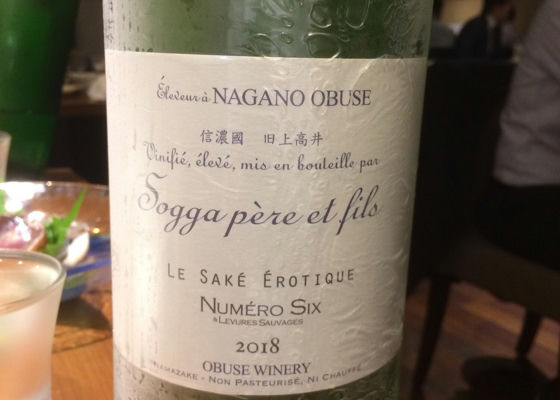 Éleveur à NAGANO OBUSE
信濃國 旧上高井
Vinifié, élevé, mis en bouteille par
Sogga père et fils
LE SAKÉ ÉROTIQUE
NUMÉRO SIX
& LEVURES SAUVAGES
2018
OBUSE WINERY
NAMAZAKE - NON PASTEURISÉ, NI CHAUFFÉ